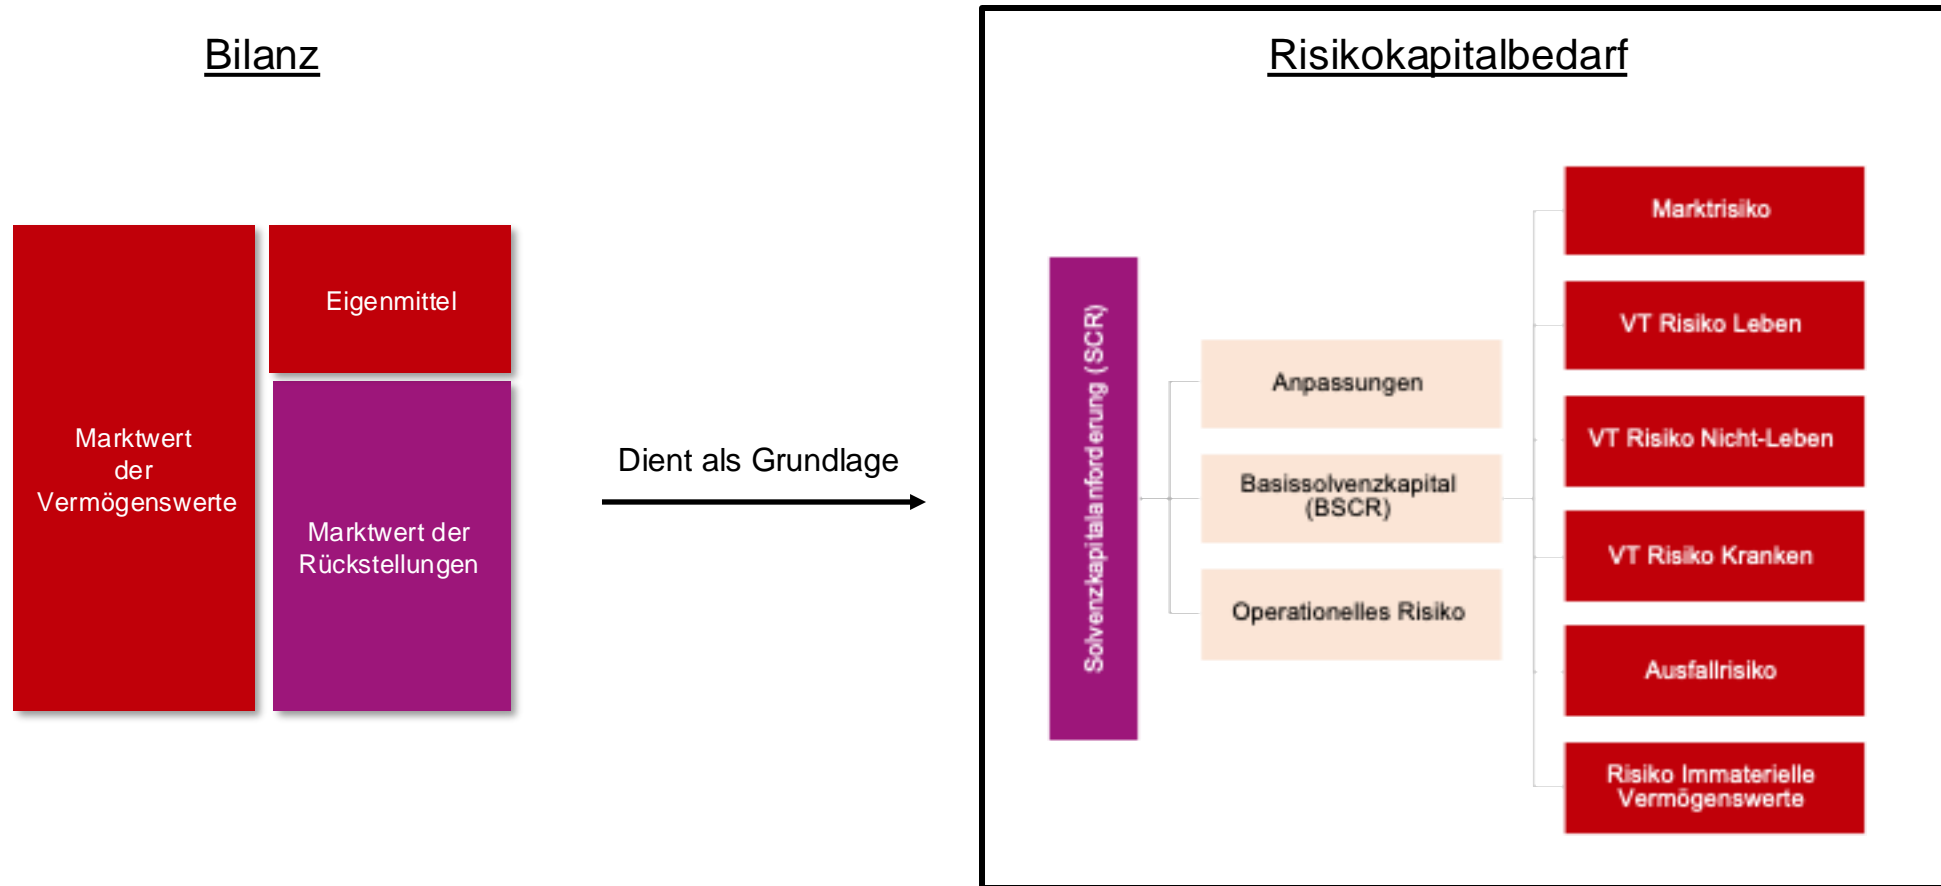 Bilanz
Marktwert
der
Vermögenswerte
Eigenmittel
Marktwert der
Rückstellungen
Dient als Grundlage
Risikokapitalbedarf
Solvenzkapitalanforderung (SCR)
Anpassungen
Basissolvenzkapital
(BSCR)
Operationelles Risiko
Marktrisiko
VT Risiko Leben
VT Risiko Nicht-Leben
VT Risiko Kranken
Ausfallrisiko
Risiko Immaterielle
Vermögenswerte